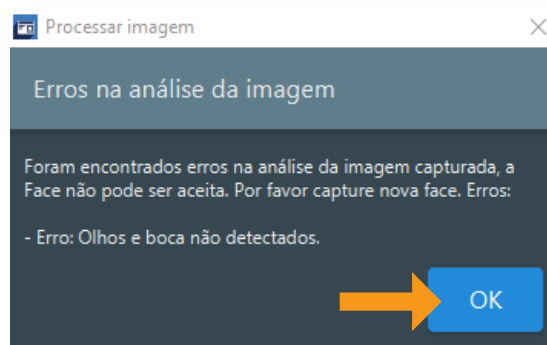 Processar imagem
Erros na análise da imagem
Foram encontrados erros na análise da imagem capturada, a
Face não pode ser aceita. Por favor capture nova face. Erros:
- Erro: Olhos e boca não detectados.
OK